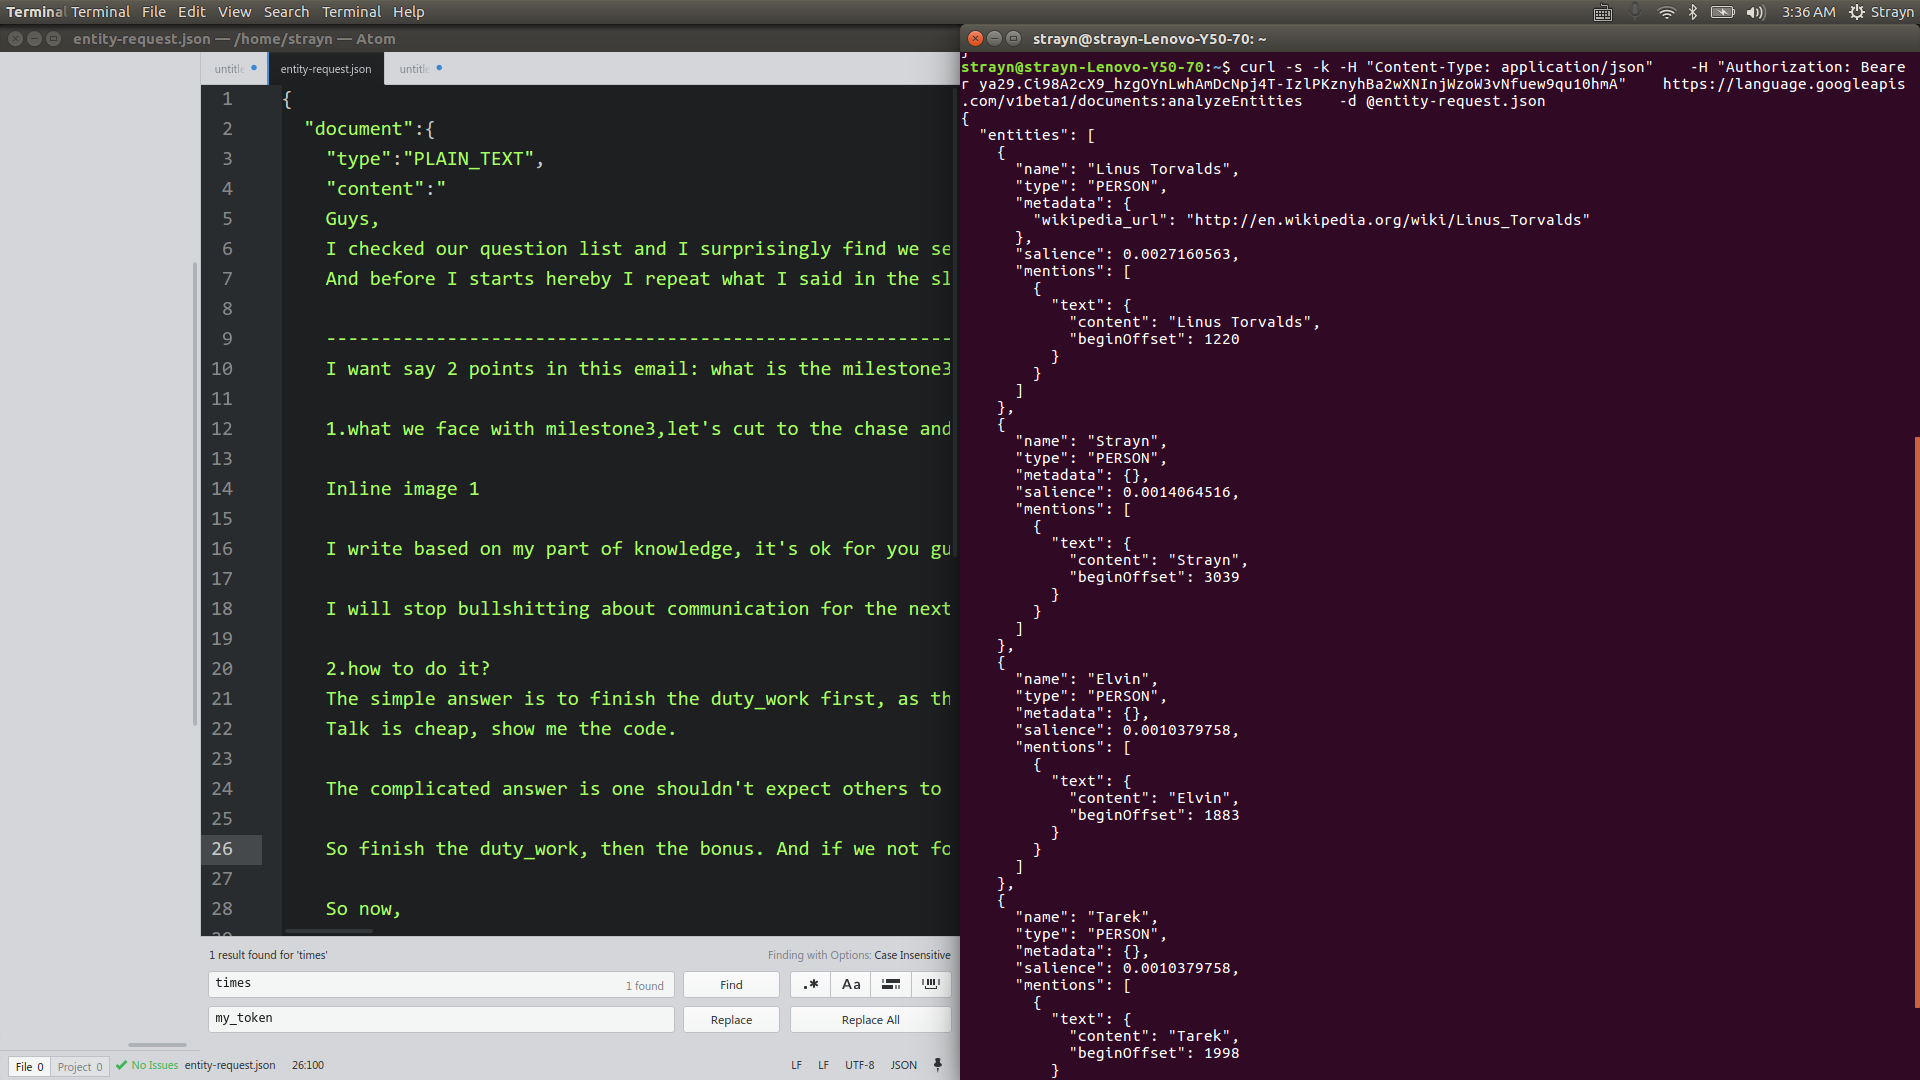 Terminal Terminal File Edit View Search Terminal Help 3:36 AM Strayn
entity-request.json — /home/strayn — Atom
untitle entity-request.json untitle
1 {
2 "document":{
3 "type":"PLAIN_TEXT",
4 "content":"
5 Guys,
6 I checked our question list and I surprisingly find we se
7 And before I starts hereby I repeat what I said in the sl
8
9 ---------------------------------------------------------
10 I want say 2 points in this email: what is the milestone3
11
12 1.what we face with milestone3,let's cut to the chase and
13
14 Inline image 1
15
16 I write based on my part of knowledge, it's ok for you gu
17
18 I will stop bullshitting about communication for the next
19
20 2.how to do it?
21 The simple answer is to finish the duty_work first, as th
22 Talk is cheap, show me the code.
23
24 The complicated answer is one shouldn't expect others to
25
26 So finish the duty_work, then the bonus. And if we not fo
27
28 So now,
1 result found for 'times' Finding with Options: Case Insensitive
times 1 found Find .* Aa
my_token Replace Replace All
File 0 Project 0 No Issues entity-request.json 26:100 LF LF UTF-8 JSON
strayn@strayn-Lenovo-Y50-70: ~
strayn@strayn-Lenovo-Y50-70:~$ curl -s -k -H "Content-Type: application/json" -H "Authorization: Beare
r ya29.Ci98A2cX9_hzgOYnLwhAmDcNpj4T-IzlPKznyhBa2wXNInjWzoW3vNfuew9qu10hmA" https://language.googleapis
.com/v1beta1/documents:analyzeEntities -d @entity-request.json
{
"entities": [
{
"name": "Linus Torvalds",
"type": "PERSON",
"metadata": {
"wikipedia_url": "http://en.wikipedia.org/wiki/Linus_Torvalds"
},
"salience": 0.0027160563,
"mentions": [
{
"text": {
"content": "Linus Torvalds",
"beginOffset": 1220
}
}
]
},
{
"name": "Strayn",
"type": "PERSON",
"metadata": {},
"salience": 0.0014064516,
"mentions": [
{
"text": {
"content": "Strayn",
"beginOffset": 3039
}
}
]
},
{
"name": "Elvin",
"type": "PERSON",
"metadata": {},
"salience": 0.0010379758,
"mentions": [
{
"text": {
"content": "Elvin",
"beginOffset": 1883
}
}
]
},
{
"name": "Tarek",
"type": "PERSON",
"metadata": {},
"salience": 0.0010379758,
"mentions": [
{
"text": {
"content": "Tarek",
"beginOffset": 1998
}